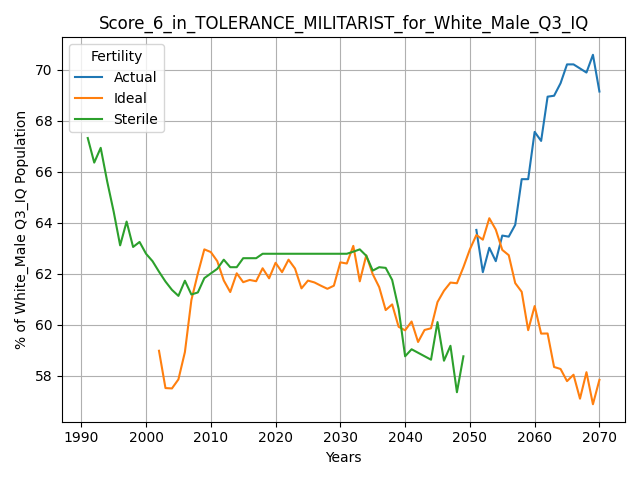 Score_6_in_TOLERANCE_MILITARIST_for_White_Male_Q3_IQ
Fertility
Actual
Ideal
Sterile
70
68
66
64
62
60
58
% of White_Male Q3_IQ Population
1990 2000 2010 2020 2030 2040 2050 2060 2070
Years